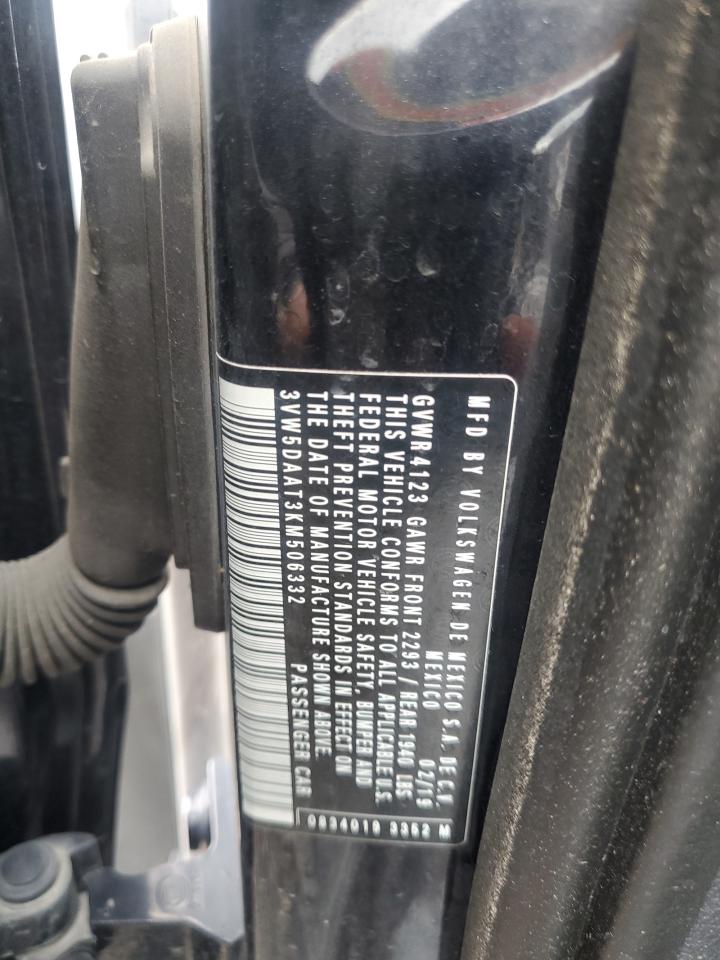 MFD BY VOLKSWAGEN DE MEXICO S.A. DE C.V.
MEXICO 02/19
GVWR 4123 GAWR FRONT 2293 / REAR 1940 LBS
THIS VEHICLE CONFORMS TO ALL APPLICABLE U.S.
FEDERAL MOTOR VEHICLE SAFETY, BUMPER AND
THEFT PREVENTION STANDARDS IN EFFECT ON
THE DATE OF MANUFACTURE SHOWN ABOVE.
3VW5DAAT3KM506332 PASSENGER CAR